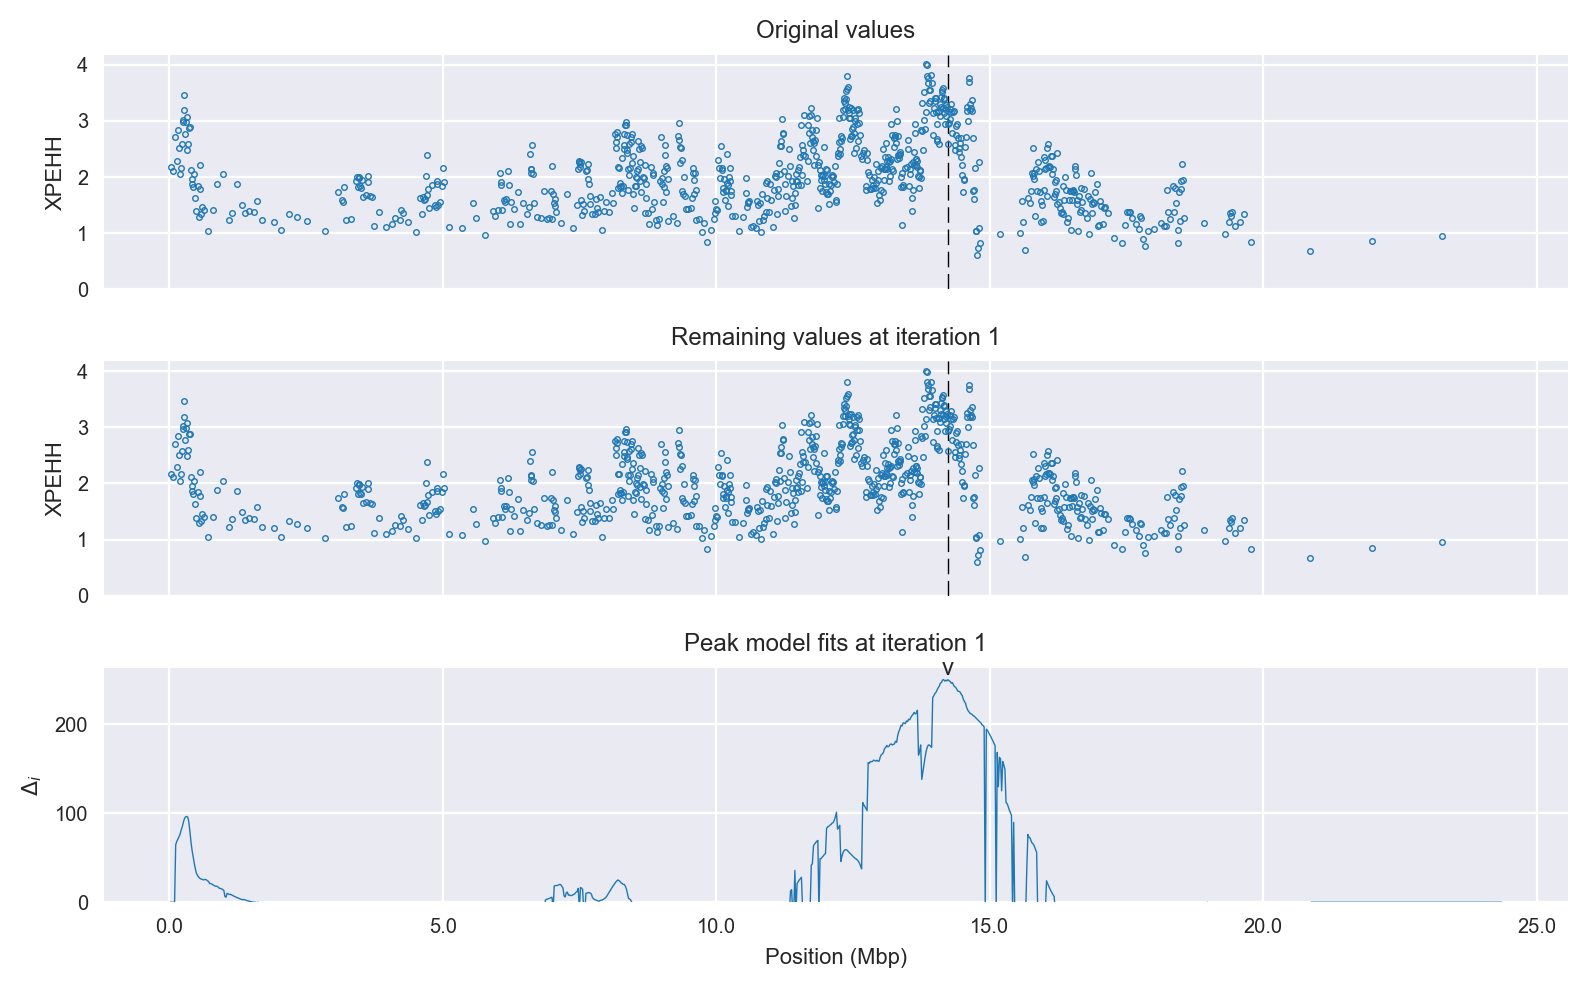 Original values
4
3
2
1
0
XPEHH
Remaining values at iteration 1
4
3
2
1
0
XPEHH
Peak model fits at iteration 1
v
200
100
0
Δi
0.0 5.0 10.0 15.0 20.0 25.0
Position (Mbp)